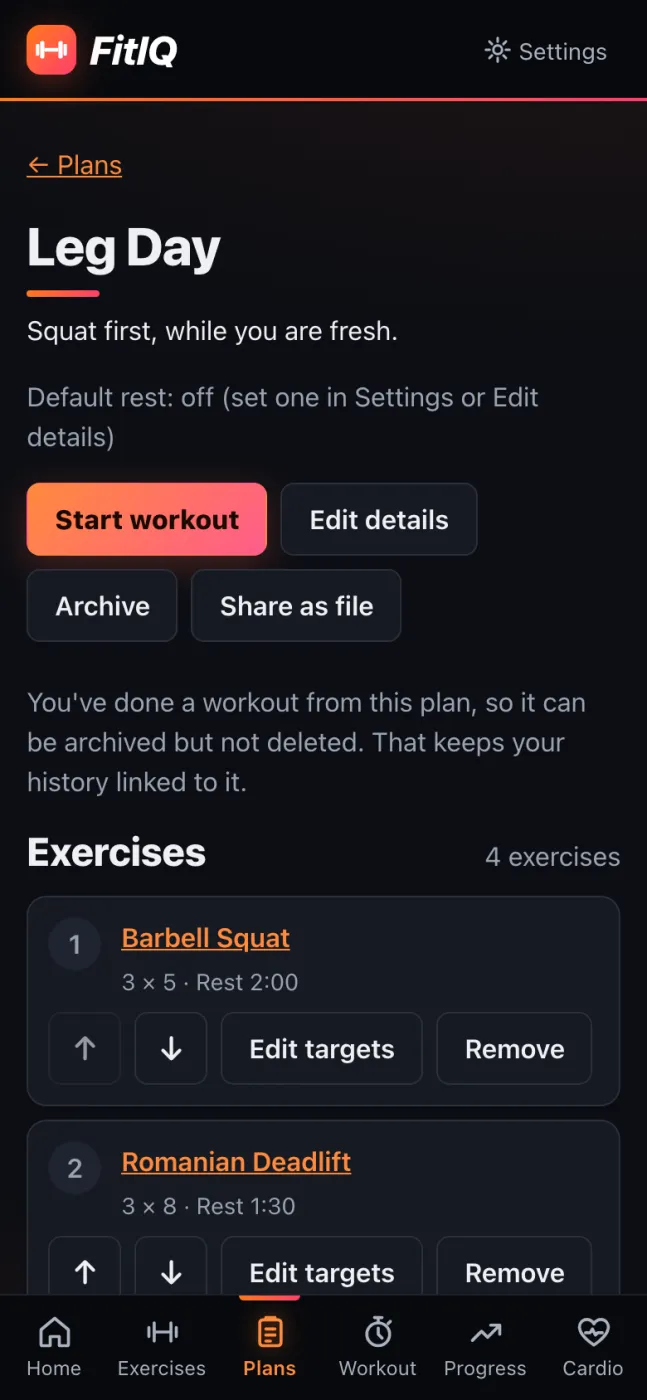 FitIQ
Settings
← Plans
Leg Day
Squat first, while you are fresh.
Default rest: off (set one in Settings or Edit
details)
Start workout
Edit details
Archive
Share as file
You've done a workout from this plan, so it can
be archived but not deleted. That keeps your
history linked to it.
Exercises
4 exercises
1
Barbell Squat
3 × 5 · Rest 2:00
↑
↓
Edit targets
Remove
2
Romanian Deadlift
3 × 8 · Rest 1:30
↑
↓
Edit targets
Remove
Home
Exercises
Plans
Workout
Progress
Cardio